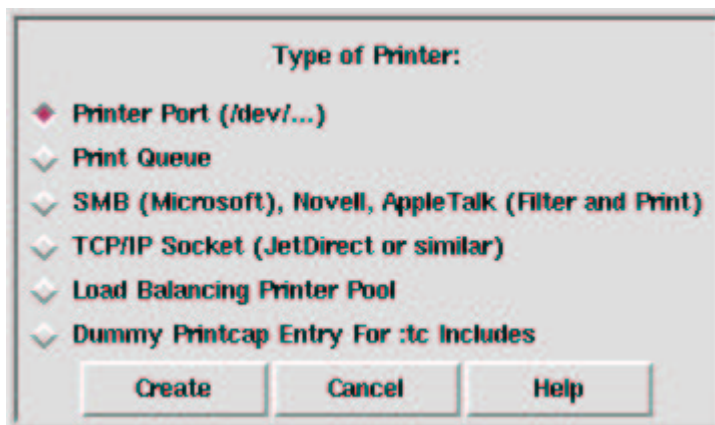 Type of Printer:
Printer Port (/dev/...)
Print Queue
SMB (Microsoft), Novell, AppleTalk (Filter and Print)
TCP/IP Socket (JetDirect or similar)
Load Balancing Printer Pool
Dummy Printcap Entry For :tc Includes
Create Cancel Help